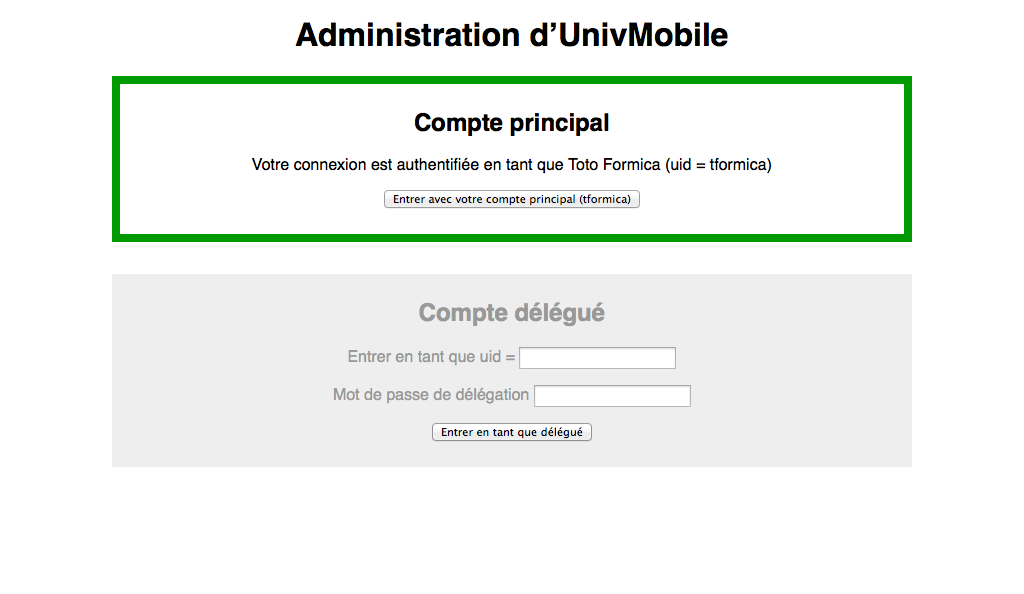 Administration d’UnivMobile
Compte principal
Votre connexion est authentifiée en tant que Toto Formica (uid = tformica)
Entrer avec votre compte principal (tformica)
Compte délégué
Entrer en tant que uid =
Mot de passe de délégation
Entrer en tant que délégué